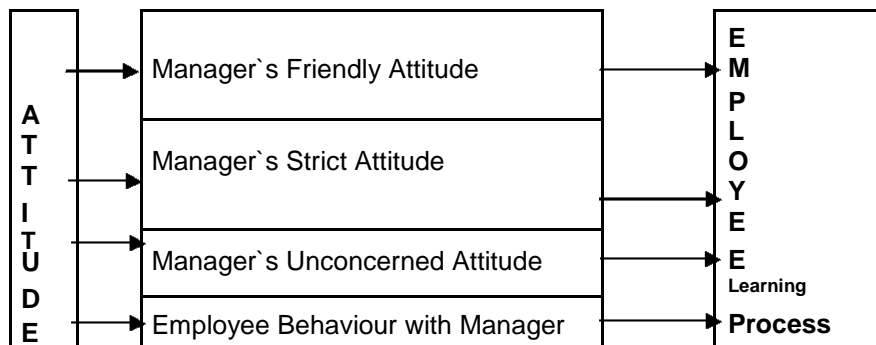 A
T
T
I
T
U
D
E
Manager`s Friendly Attitude
Manager`s Strict Attitude
Manager`s Unconcerned Attitude
Employee Behaviour with Manager
E
M
P
L
O
Y
E
E
Learning
Process